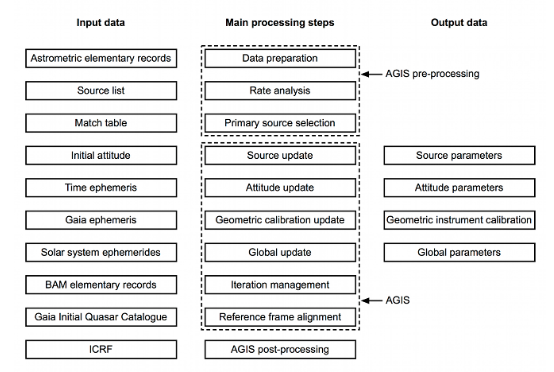 Input data Main processing steps Output data
Astrometric elementary records Data preparation
AGIS pre-processing
Source list Rate analysis
Match table Primary source selection
Initial attitude Source update Source parameters
Time ephemeris Attitude update Attitude parameters
Gaia ephemeris Geometric calibration update Geometric instrument calibration
Solar system ephemerides Global update Global parameters
BAM elementary records Iteration management
AGIS
Gaia Initial Quasar Catalogue Reference frame alignment
ICRF AGIS post-processing